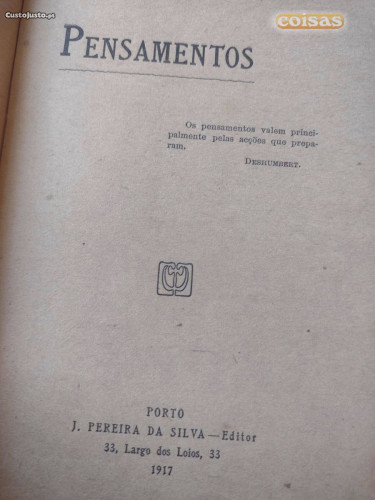 CustoJusto.pt
coisas
PENSAMENTOS
Os pensamentos valem princi-
palmente pelas acções que prepa-
ram.
DESHUMBERT.
PORTO
J. PEREIRA DA SILVA—Editor
33, Largo dos Loios, 33
1917